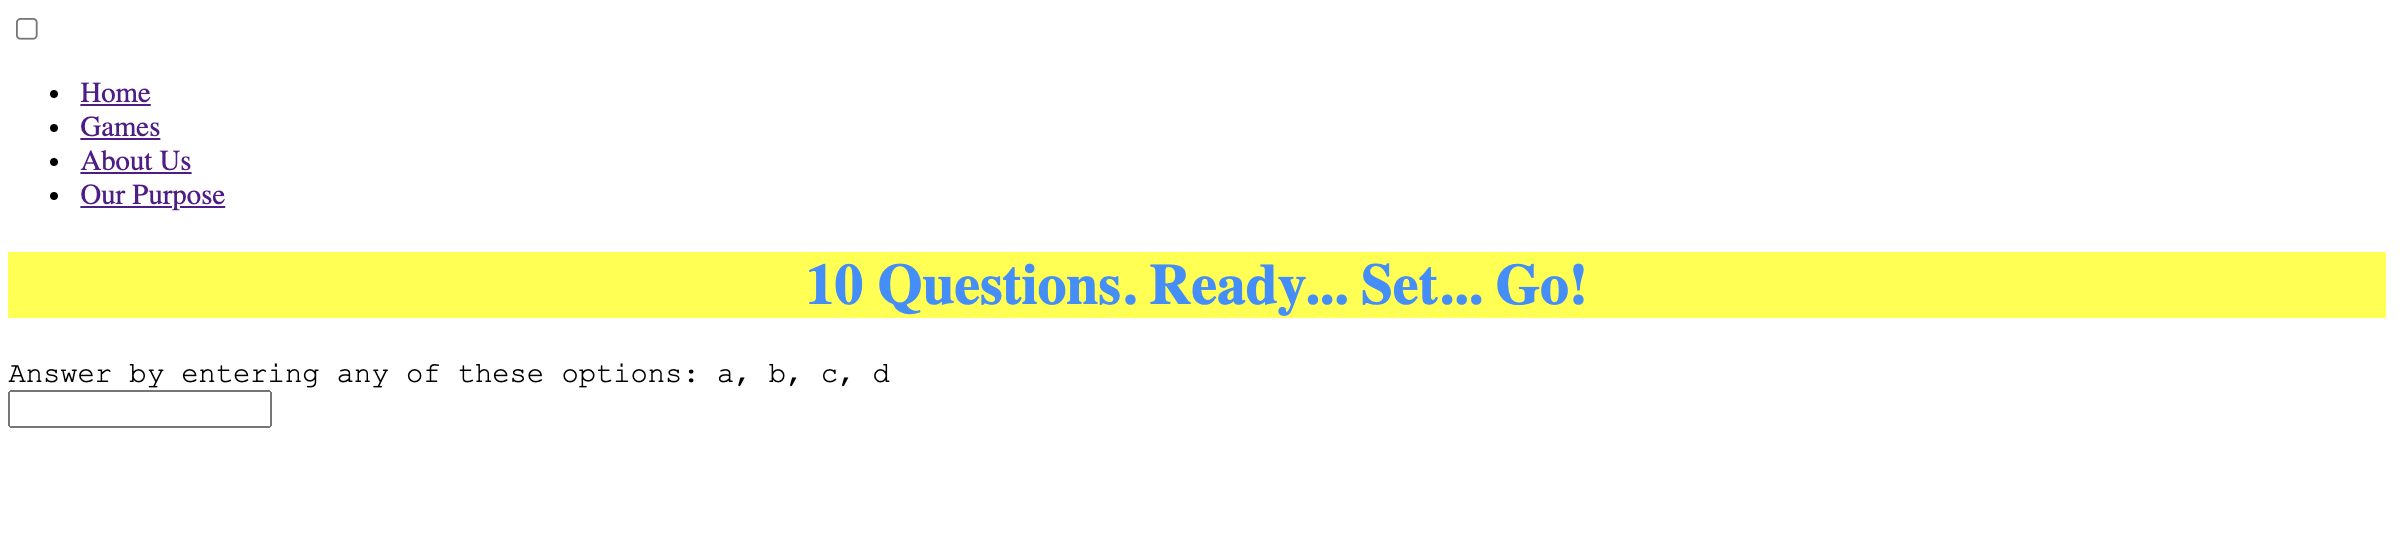 Home
Games
About Us
Our Purpose
10 Questions. Ready... Set... Go!
Answer by entering any of these options: a, b, c, d